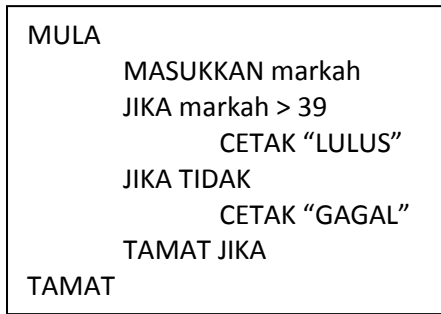 MULA
MASUKKAN markah
JIKA markah > 39
CETAK “LULUS”
JIKA TIDAK
CETAK “GAGAL”
TAMAT JIKA
TAMAT